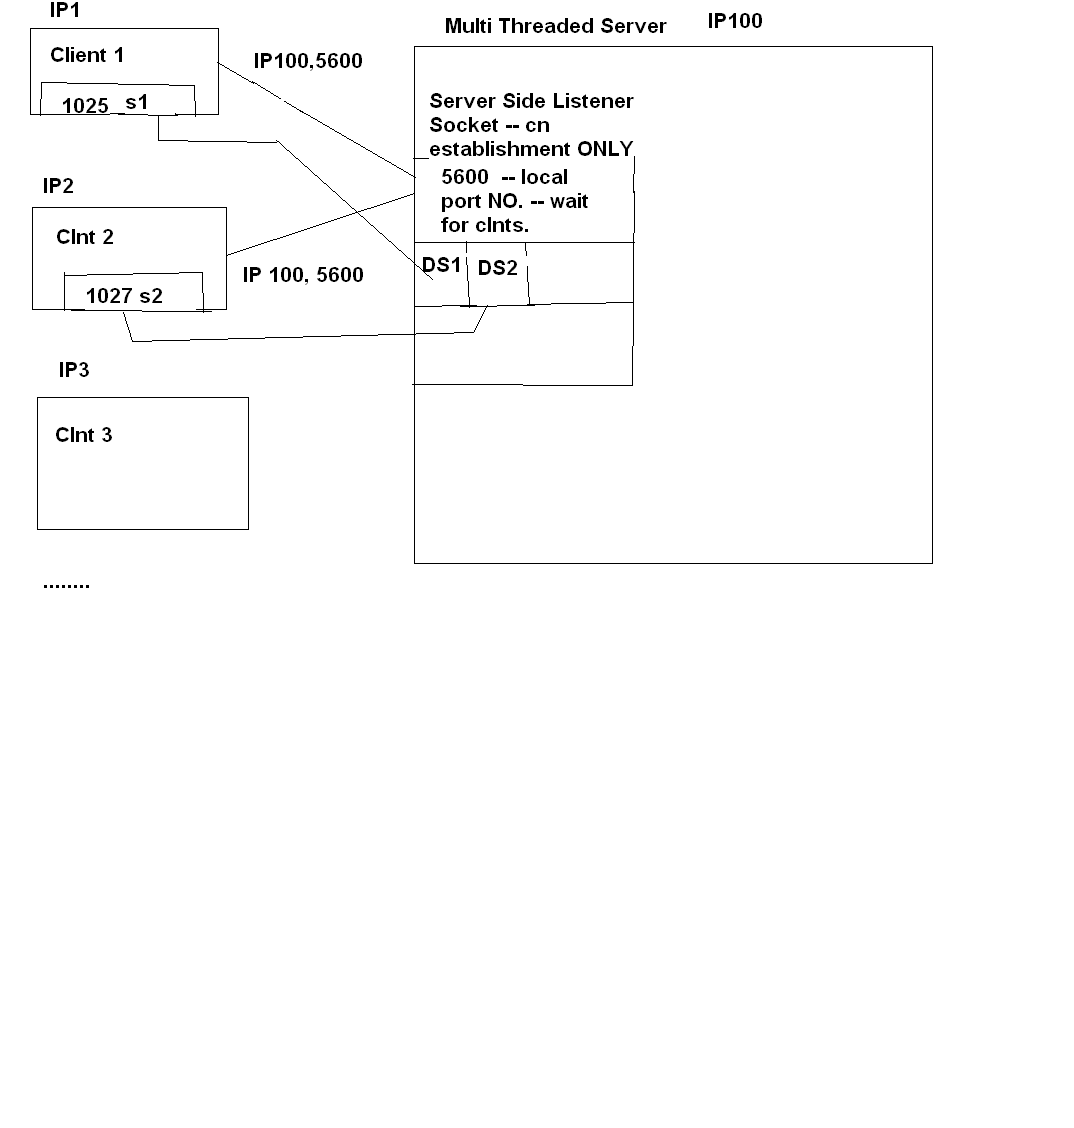 IP1
Client 1
1025 s1
IP100,5600
Multi Threaded Server
IP100
Server Side Listener
Socket -- cn
establishment ONLY
5600 -- local
port NO. -- wait
for clnts.
DS1
DS2
IP2
Clnt 2
1027 s2
IP 100, 5600
IP3
Clnt 3
........